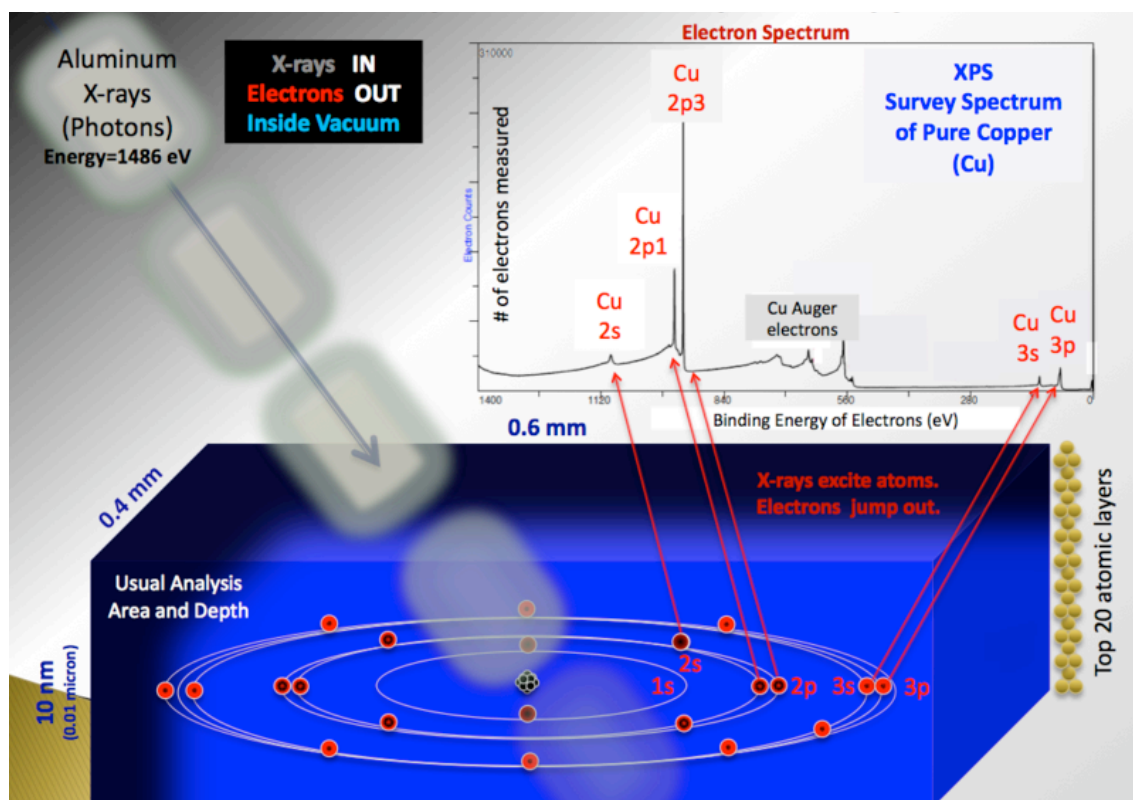 Aluminum
X-rays
(Photons)
Energy=1486 eV
X-rays IN
Electrons OUT
Inside Vacuum
Electron Spectrum
310000
Cu
2p3
XPS
Survey Spectrum
of Pure Copper
(Cu)
Electron Counts
# of electrons measured
Cu
2p1
Cu
2s
Cu Auger
electrons
Cu
3s
Cu
3p
1400
1120
840
560
280
0
Binding Energy of Electrons (eV)
0.6 mm
0.4 mm
X-rays excite atoms.
Electrons jump out.
Usual Analysis
Area and Depth
Top 20 atomic layers
10 nm
(0.01 micron)
2s
1s
2p
3s
3p